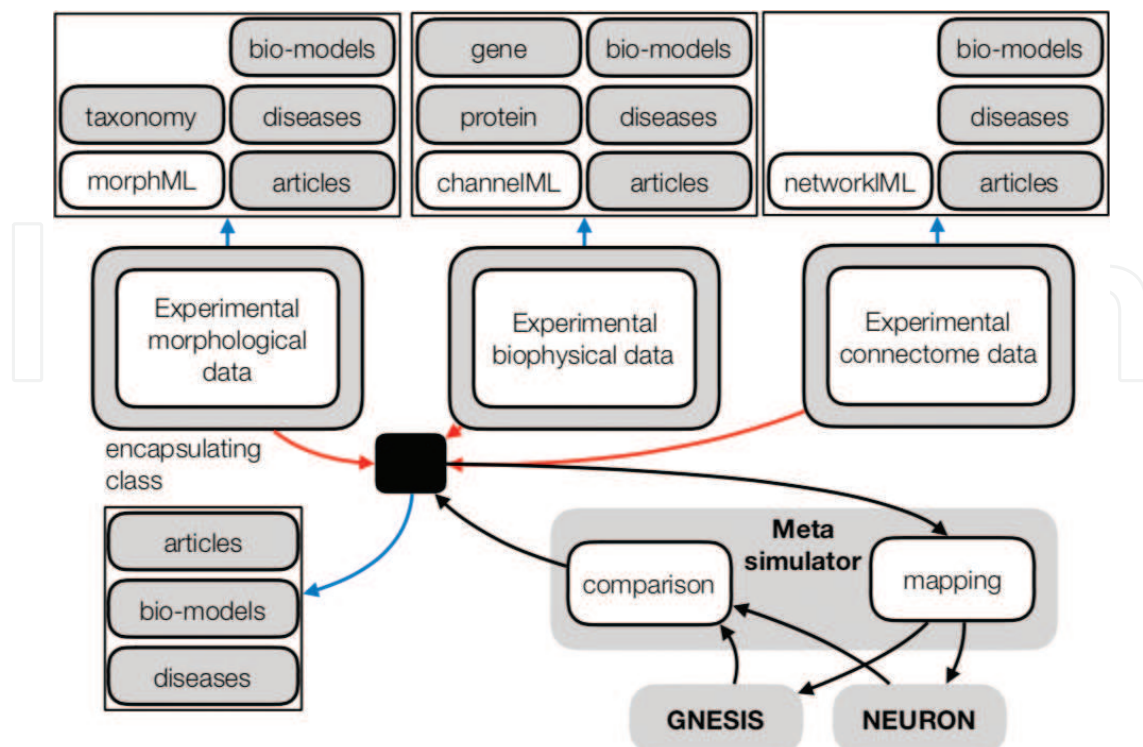 bio-models
taxonomy
diseases
morphML
articles
gene
bio-models
protein
diseases
channelML
articles
bio-models
diseases
networklML
articles
Experimental
morphological
data
Experimental
biophysical data
Experimental
connectome data
encapsulating
class
articles
bio-models
diseases
Meta
simulator
comparison
mapping
GNESIS
NEURON